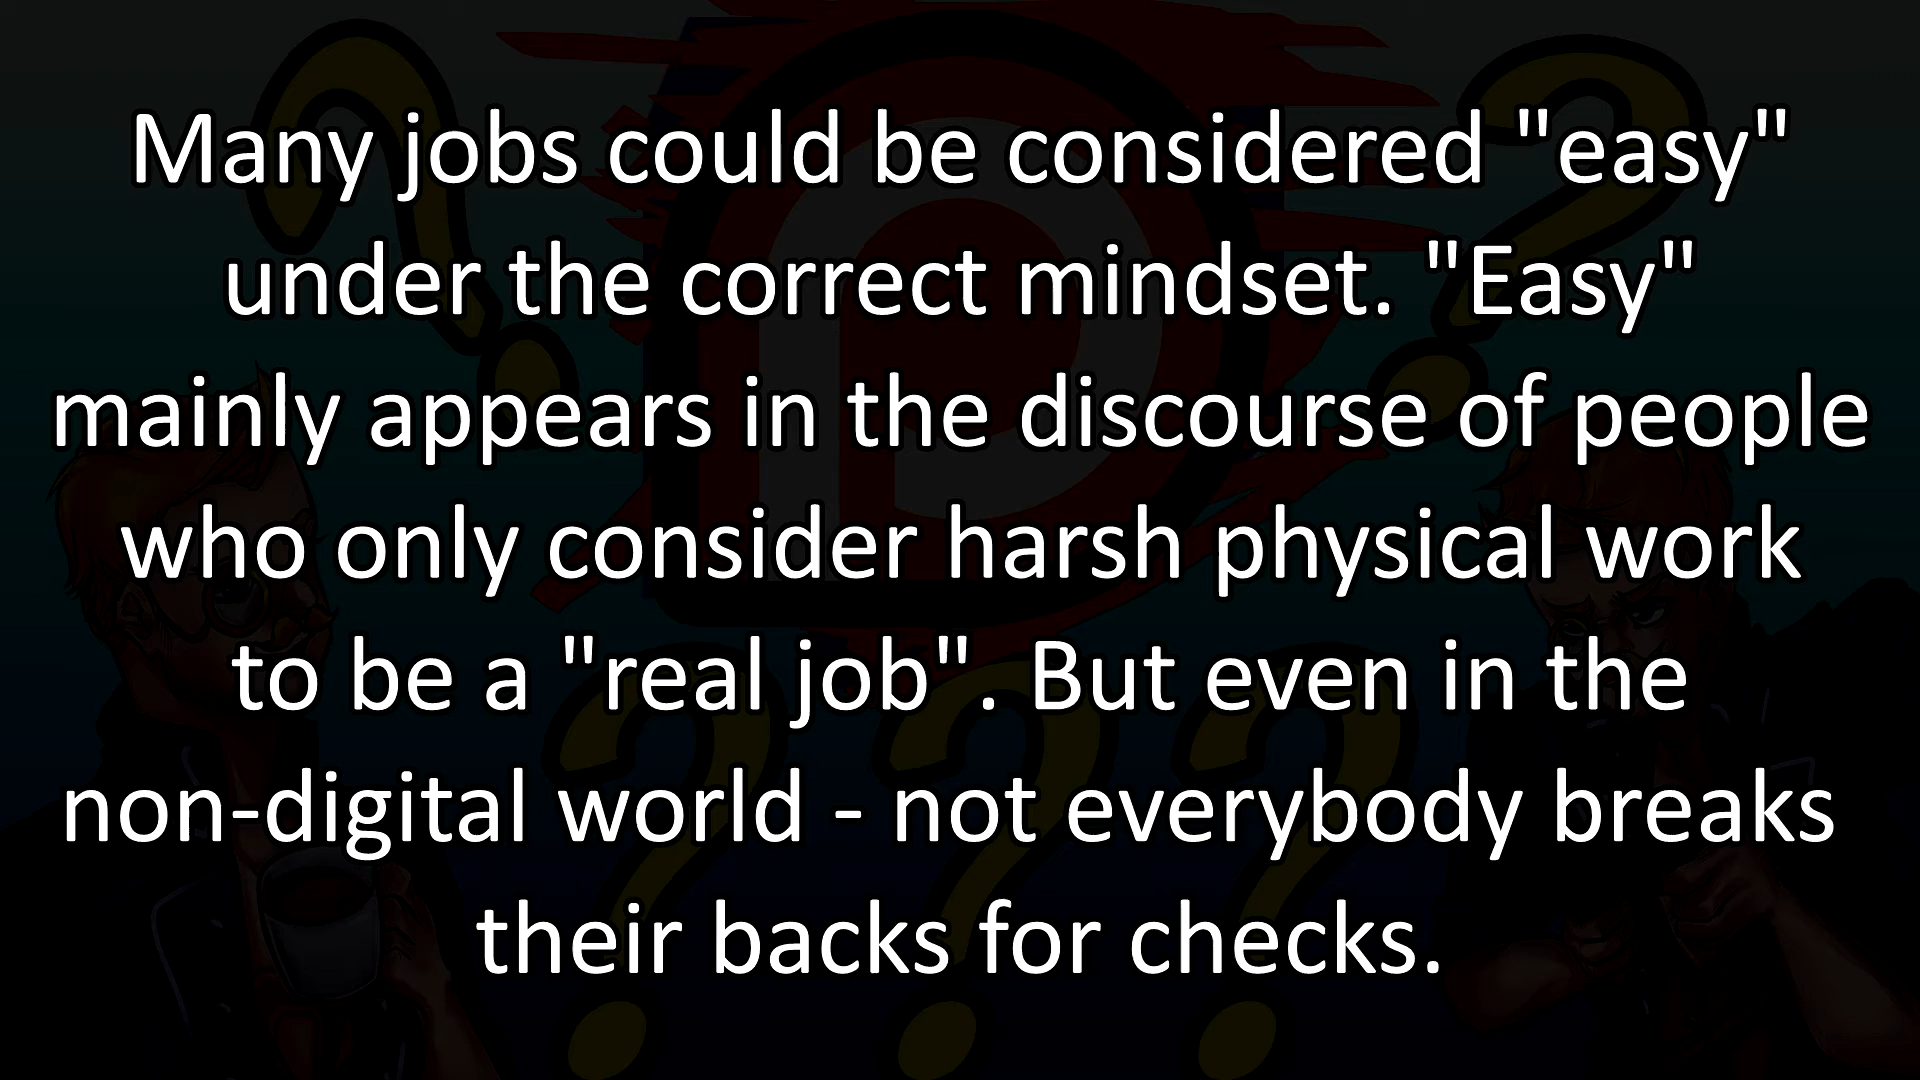 Many jobs could be considered "easy"
under the correct mindset. "Easy"
mainly appears in the discourse of people
who only consider harsh physical work
to be a "real job". But even in the
non-digital world - not everybody breaks
their backs for checks.